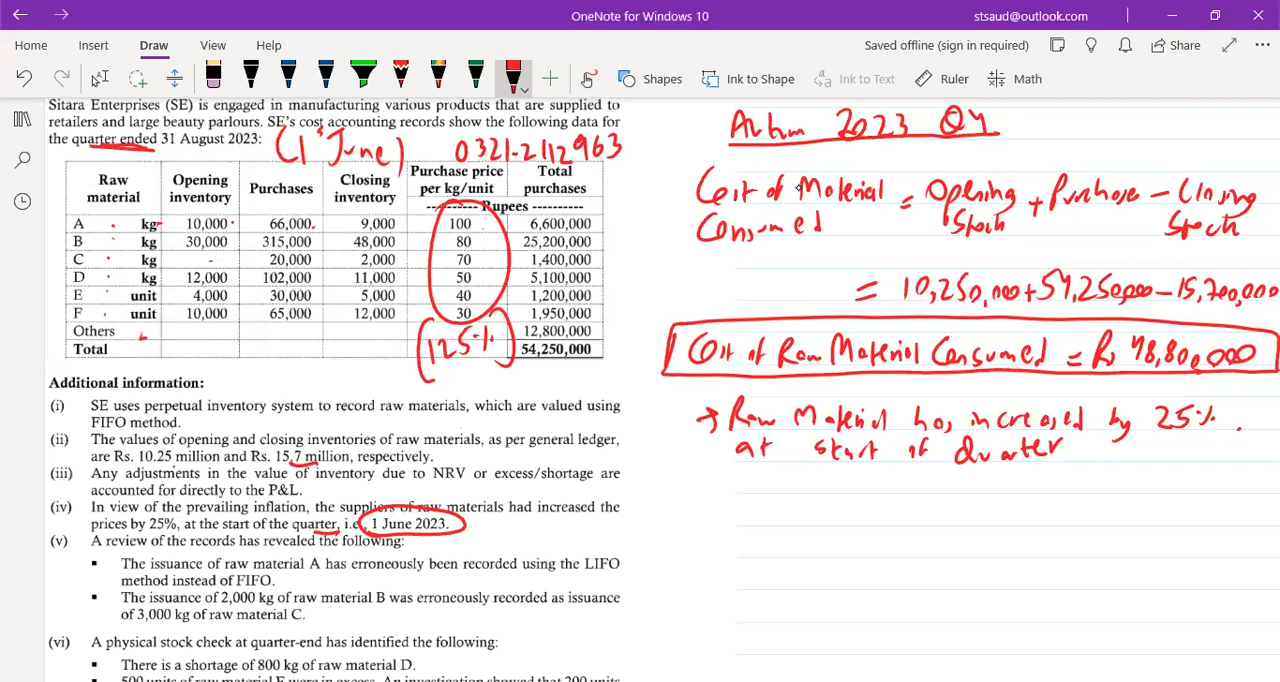 OneNote for Windows 10
stsaud@outlook.com
Home Insert Draw View Help
Saved offline (sign in required) Share
Shapes Ink to Shape Ink to Text Ruler Math
Sitara Enterprises (SE) is engaged in manufacturing various products that are supplied to
retailers and large beauty parlours. SE's cost accounting records show the following data for
the quarter ended 31 August 2023:
(1st June) 0321-2112963
Raw material Opening inventory Purchases Closing inventory Purchase price per kg/unit Total purchases
---------- Rupees ----------
A kg 10,000 66,000 9,000 100 6,600,000
B kg 30,000 315,000 48,000 80 25,200,000
C kg - 20,000 2,000 70 1,400,000
D kg 12,000 102,000 11,000 50 5,100,000
E unit 4,000 30,000 5,000 40 1,200,000
F unit 10,000 65,000 12,000 30 1,950,000
Others 12,800,000
Total 54,250,000
(125%)
Additional information:
(i) SE uses perpetual inventory system to record raw materials, which are valued using
FIFO method.
(ii) The values of opening and closing inventories of raw materials, as per general ledger,
are Rs. 10.25 million and Rs. 15.7 million, respectively.
(iii) Any adjustments in the value of inventory due to NRV or excess/shortage are
accounted for directly to the P&L.
(iv) In view of the prevailing inflation, the suppliers of raw materials had increased the
prices by 25%, at the start of the quarter, i.e. 1 June 2023.
(v) A review of the records has revealed the following:
▪ The issuance of raw material A has erroneously been recorded using the LIFO
method instead of FIFO.
▪ The issuance of 2,000 kg of raw material B was erroneously recorded as issuance
of 3,000 kg of raw material C.
(vi) A physical stock check at quarter-end has identified the following:
▪ There is a shortage of 800 kg of raw material D.
▪ 500 units of raw material E were in excess. An investigation showed that 200 units
Autum 2023 Q4
Cost of Material Consumed = Opening Stock + Purchase - Closing Stock
= 10,250,000 + 54,250,000 - 15,700,000
Cost of Raw Material Consumed = Rs 48,800,000
→ Raw Material has increased by 25%.
at start of Quarter